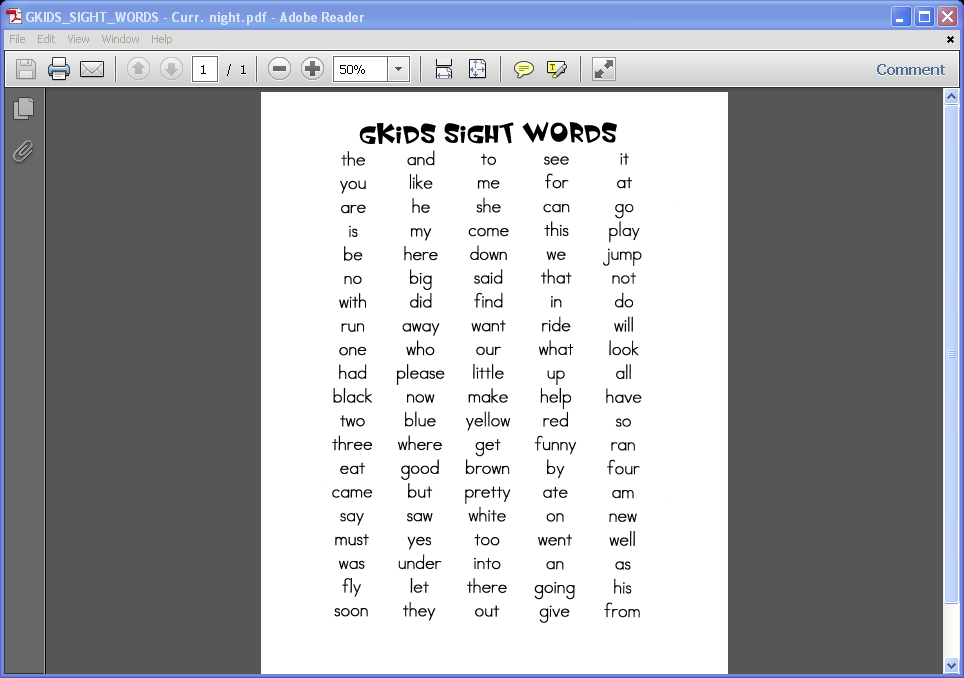 GKIDS_SIGHT_WORDS - Curr. night.pdf - Adobe Reader
File Edit View Window Help
1 / 1 50% Comment
GKiDS SiGHT WORDS
the and to see it
you like me for at
are he she can go
is my come this play
be here down we jump
no big said that not
with did find in do
run away want ride will
one who our what look
had please little up all
black now make help have
two blue yellow red so
three where get funny ran
eat good brown by four
came but pretty ate am
say saw white on new
must yes too went well
was under into an as
fly let there going his
soon they out give from